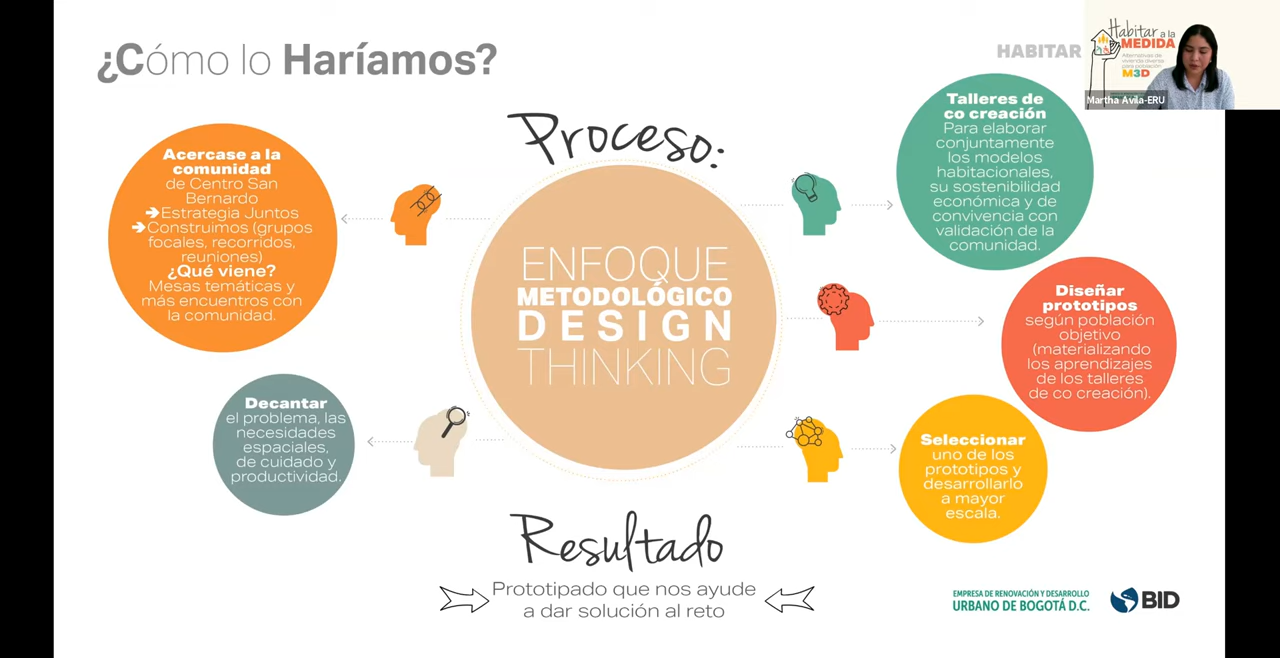 ¿Cómo lo Haríamos?
HABITAR
Habitar a la
MEDIDA
Alternativas de
vivienda
para población
M3D
Martha Avila-ERU
Proceso:
Acercase a la
comunidad
de Centro San
Bernardo
➔Estrategia Juntos
➔Construimos (grupos
focales, recorridos,
reuniones)
¿Qué viene?
Mesas temáticas y
más encuentros con
la comunidad.
Decantar
el problema, las
necesidades
espaciales,
de cuidado y
productividad.
ENFOQUE
METODOLÓGICO
DESIGN
THINKING
Talleres de
co creación
Para elaborar
conjuntamente
los modelos
habitacionales,
su sostenibilidad
económica y de
convivencia con
validación de la
comunidad.
Diseñar
prototipos
según población
objetivo
(materializando
los aprendizajes
de los talleres
de co creación).
Seleccionar
uno de los
prototipos y
desarrollarlo
a mayor
escala.
Resultado
Prototipado que nos ayude
a dar solución al reto
EMPRESA DE RENOVACIÓN Y DESARROLLO
URBANO DE BOGOTÁ D.C.
BID